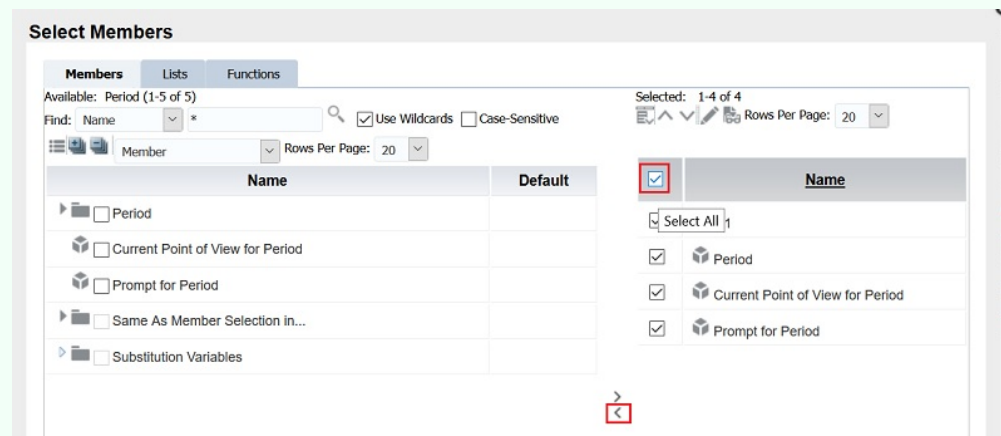 Select Members
Members Lists Functions
Available: Period (1-5 of 5)
Find: Name * Use Wildcards Case-Sensitive
Member Rows Per Page: 20
Name Default
Period
Current Point of View for Period
Prompt for Period
Same As Member Selection in...
Substitution Variables
Selected: 1-4 of 4
Rows Per Page: 20
Name
Select All 1
Period
Current Point of View for Period
Prompt for Period